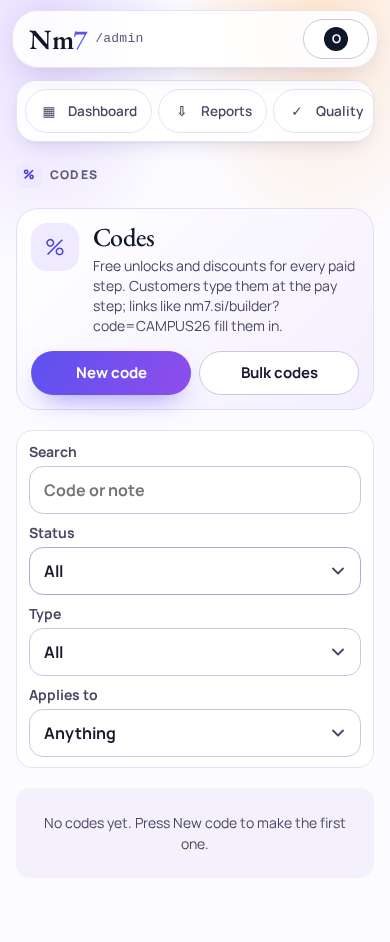 Nm7 /admin
O
Dashboard
Reports
✓ Quality
% CODES
%
Codes
Free unlocks and discounts for every paid
step. Customers type them at the pay
step; links like nm7.si/builder?
code=CAMPUS26 fill them in.
New code
Bulk codes
Search
Code or note
Status
All
Type
All
Applies to
Anything
No codes yet. Press New code to make the first
one.